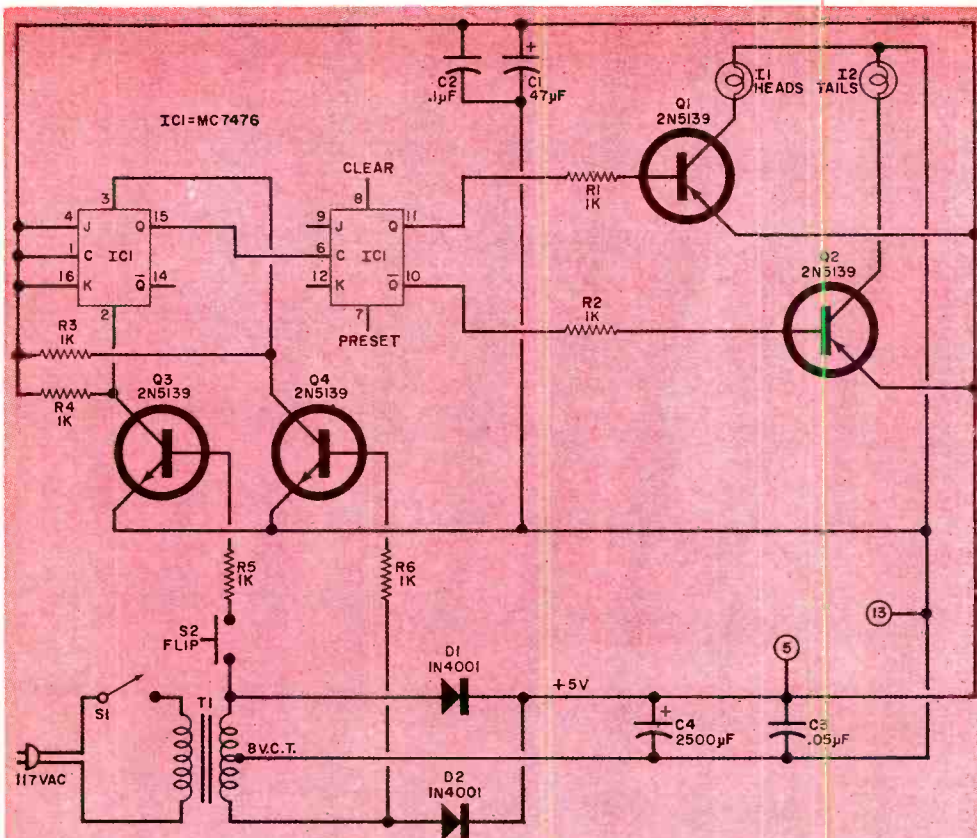 C2
.1µF
+
C1
47µF
I1
HEADS
I2
TAILS
Q1
2N5139
IC1=MC7476
CLEAR
3
8
4
J
Q
15
1
C
IC1
16
K
Q̅
14
2
9
J
Q
11
6
C
IC1
12
K
Q̅
10
7
PRESET
R1
1K
Q2
2N5139
R2
1K
R3
1K
R4
1K
Q3
2N5139
Q4
2N5139
R5
1K
R6
1K
S2
FLIP
13
5
D1
1N4001
+5V
S1
T1
8V.C.T.
+
C4
2500µF
C3
.05µF
117VAC
D2
1N4001